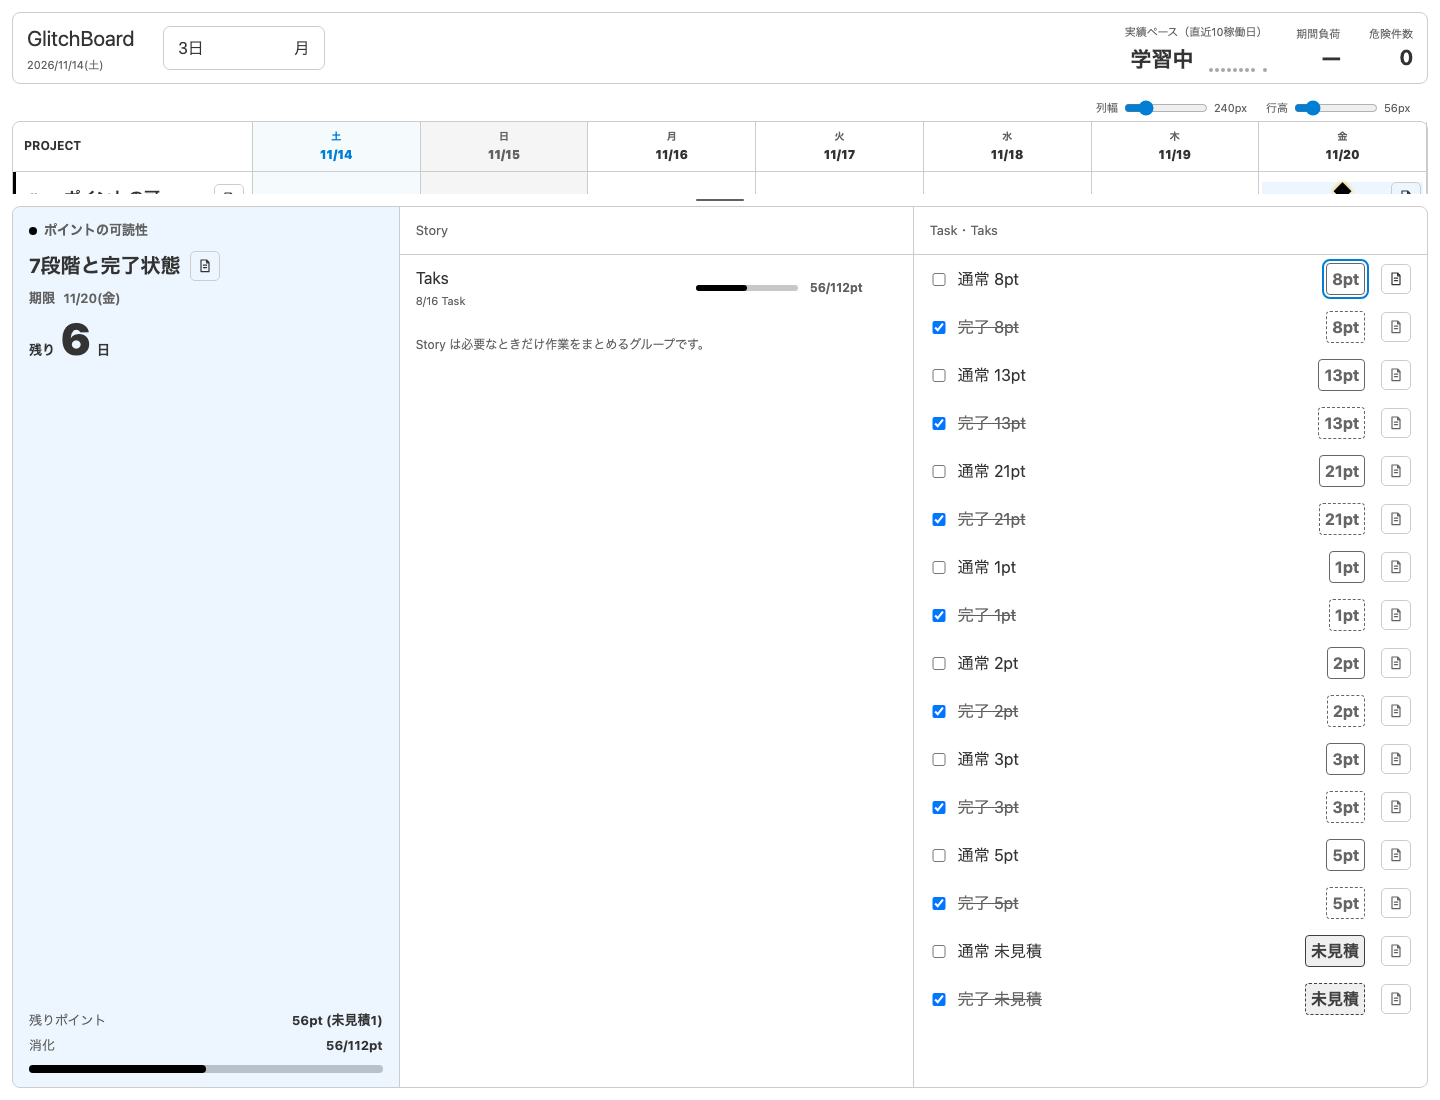 GlitchBoard
2026/11/14(土)
3日 月
実績ペース（直近10稼働日）
学習中
期間負荷
—
危険件数
0
列幅 240px 行高 56px
PROJECT
土
11/14
日
11/15
月
11/16
火
11/17
水
11/18
木
11/19
金
11/20
ポイントの可
ポイントの可読性
7段階と完了状態
期限 11/20(金)
残り 6 日
残りポイント 56pt (未見積1)
消化 56/112pt
Story
Taks
8/16 Task
56/112pt
Story は必要なときだけ作業をまとめるグループです。
Task · Taks
通常 8pt 8pt
完了 8pt 8pt
通常 13pt 13pt
完了 13pt 13pt
通常 21pt 21pt
完了 21pt 21pt
通常 1pt 1pt
完了 1pt 1pt
通常 2pt 2pt
完了 2pt 2pt
通常 3pt 3pt
完了 3pt 3pt
通常 5pt 5pt
完了 5pt 5pt
通常 未見積 未見積
完了 未見積 未見積